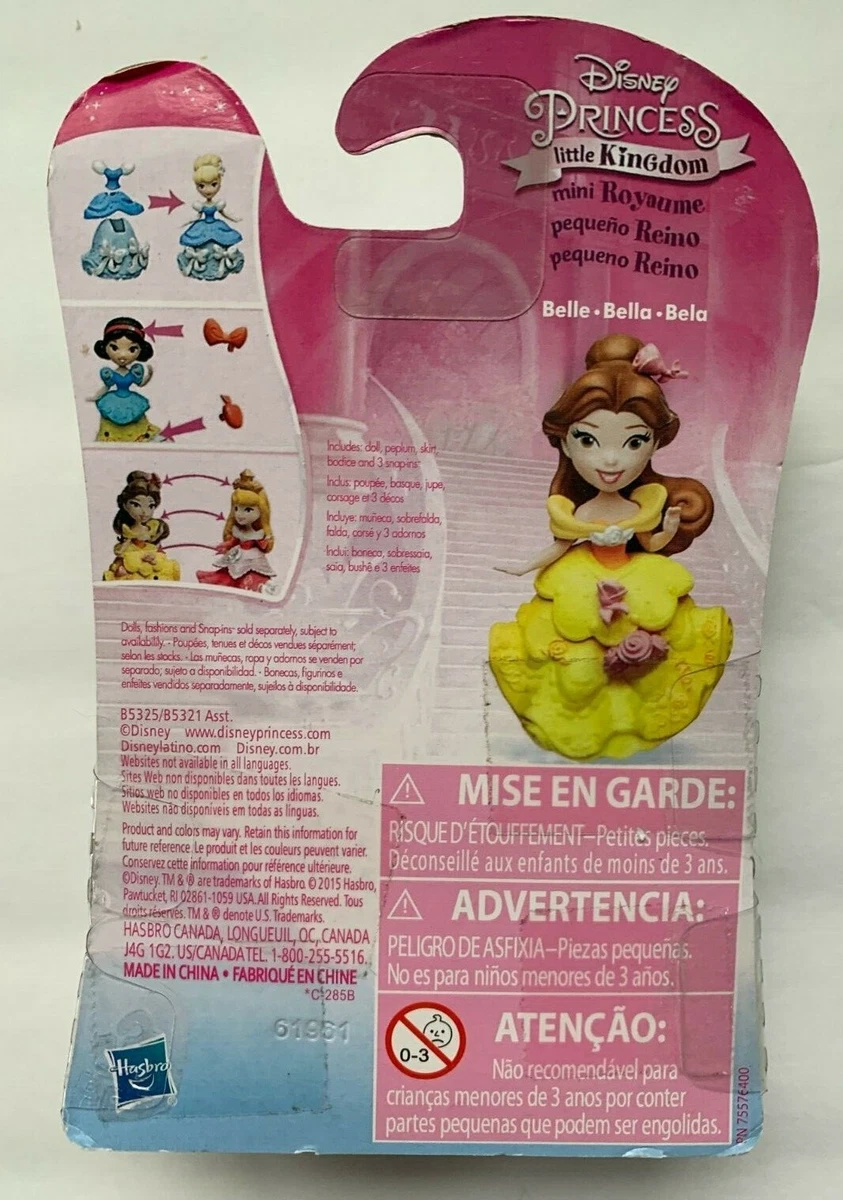 Disney
PRINCESS
little Kingdom
mini Royaume
pequeño Reino
pequeno Reino
Belle • Bella • Bela
Includes: doll, peplum, skirt,
bodice and 3 snap-ins™
Inclus: poupée, basque, jupe,
corsage et 3 décos
Incluye: muñeca, sobrefalda,
falda, corsé y 3 adornos
Inclui: boneca, sobressaia,
saia, bushê e 3 enfeites
Dolls, fashions and Snap-ins™ sold separately, subject to
availability. • Poupées, tenues et décos vendues séparément;
selon les stocks. • Las muñecas, ropa y adornos se venden por
separado; sujeto a disponibilidad. • Bonecas, figurinos e
enfeites vendidos separadamente, sujeitos à disponibilidade.
B5325/B5321 Asst.
©Disney www.disneyprincess.com
Disneylatino.com Disney.com.br
Websites not available in all languages.
Sites Web non disponibles dans toutes les langues.
Sitios web no disponibles en todos los idiomas.
Websites não disponíveis em todas as línguas.
Product and colors may vary. Retain this information for
future reference. Le produit et les couleurs peuvent varier.
Conservez cette information pour référence ultérieure.
©Disney. TM & ® are trademarks of Hasbro. © 2015 Hasbro,
Pawtucket, RI 02861-1059 USA. All Rights Reserved. Tous
droits réservés. TM & ® denote U.S. Trademarks.
HASBRO CANADA, LONGUEUIL, QC, CANADA
J4G 1G2. US/CANADA TEL. 1-800-255-5516.
MADE IN CHINA • FABRIQUÉ EN CHINE
*C-285B
61951
Hasbro
MISE EN GARDE:
RISQUE D'ÉTOUFFEMENT—Petites pièces.
Déconseillé aux enfants de moins de 3 ans.
ADVERTENCIA:
PELIGRO DE ASFIXIA—Piezas pequeñas.
No es para niños menores de 3 años.
0-3
ATENÇÃO:
Não recomendável para
crianças menores de 3 anos por conter
partes pequenas que podem ser engolidas.
PN 75576400